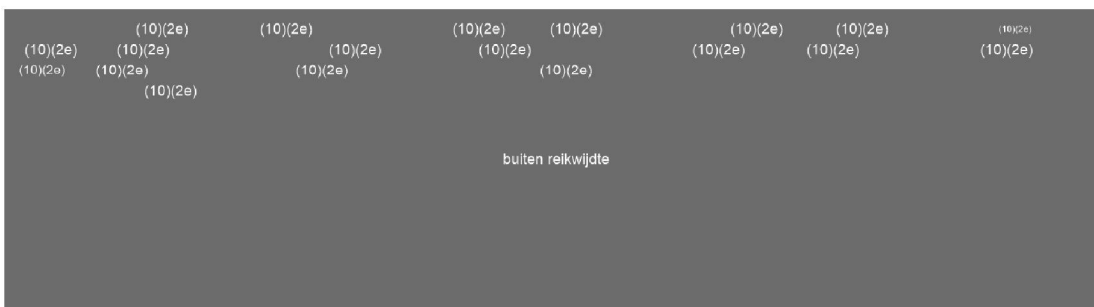 (10)(2e) (10)(2e) (10)(2e) (10)(2e) (10)(2e) (10)(2e) (10)(2e)
(10)(2e) (10)(2e) (10)(2e) (10)(2e) (10)(2e) (10)(2e) (10)(2e)
(10)(2e) (10)(2e) (10)(2e) (10)(2e)
(10)(2e)
buiten reikwijdte